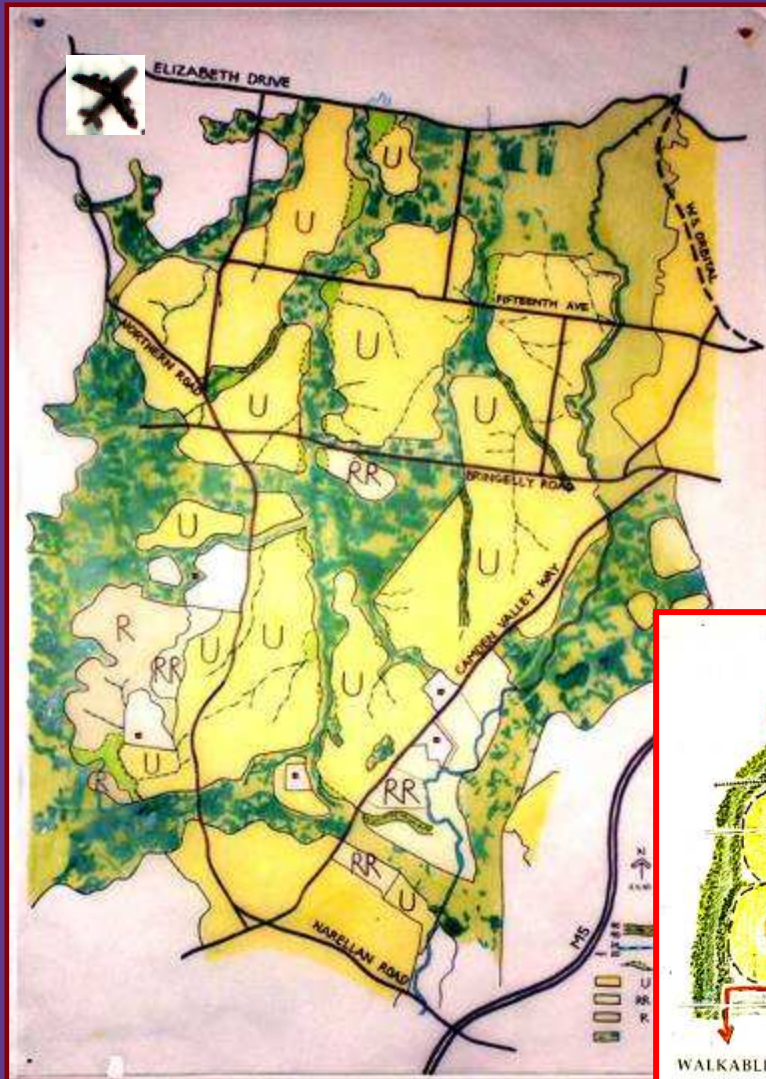 ELIZABETH DRIVE
U
U
W.S ORBITAL
FIFTEENTH AVE
NORTHERN ROAD
U
U
U
RR
BRINGELLY ROAD
U
U
CAMDEN VALLEY WAY
R
RR
U
U
U
U
R
RR
RR
U
N
NARELLAN ROAD
M5
U
RR
R
WALKABLE